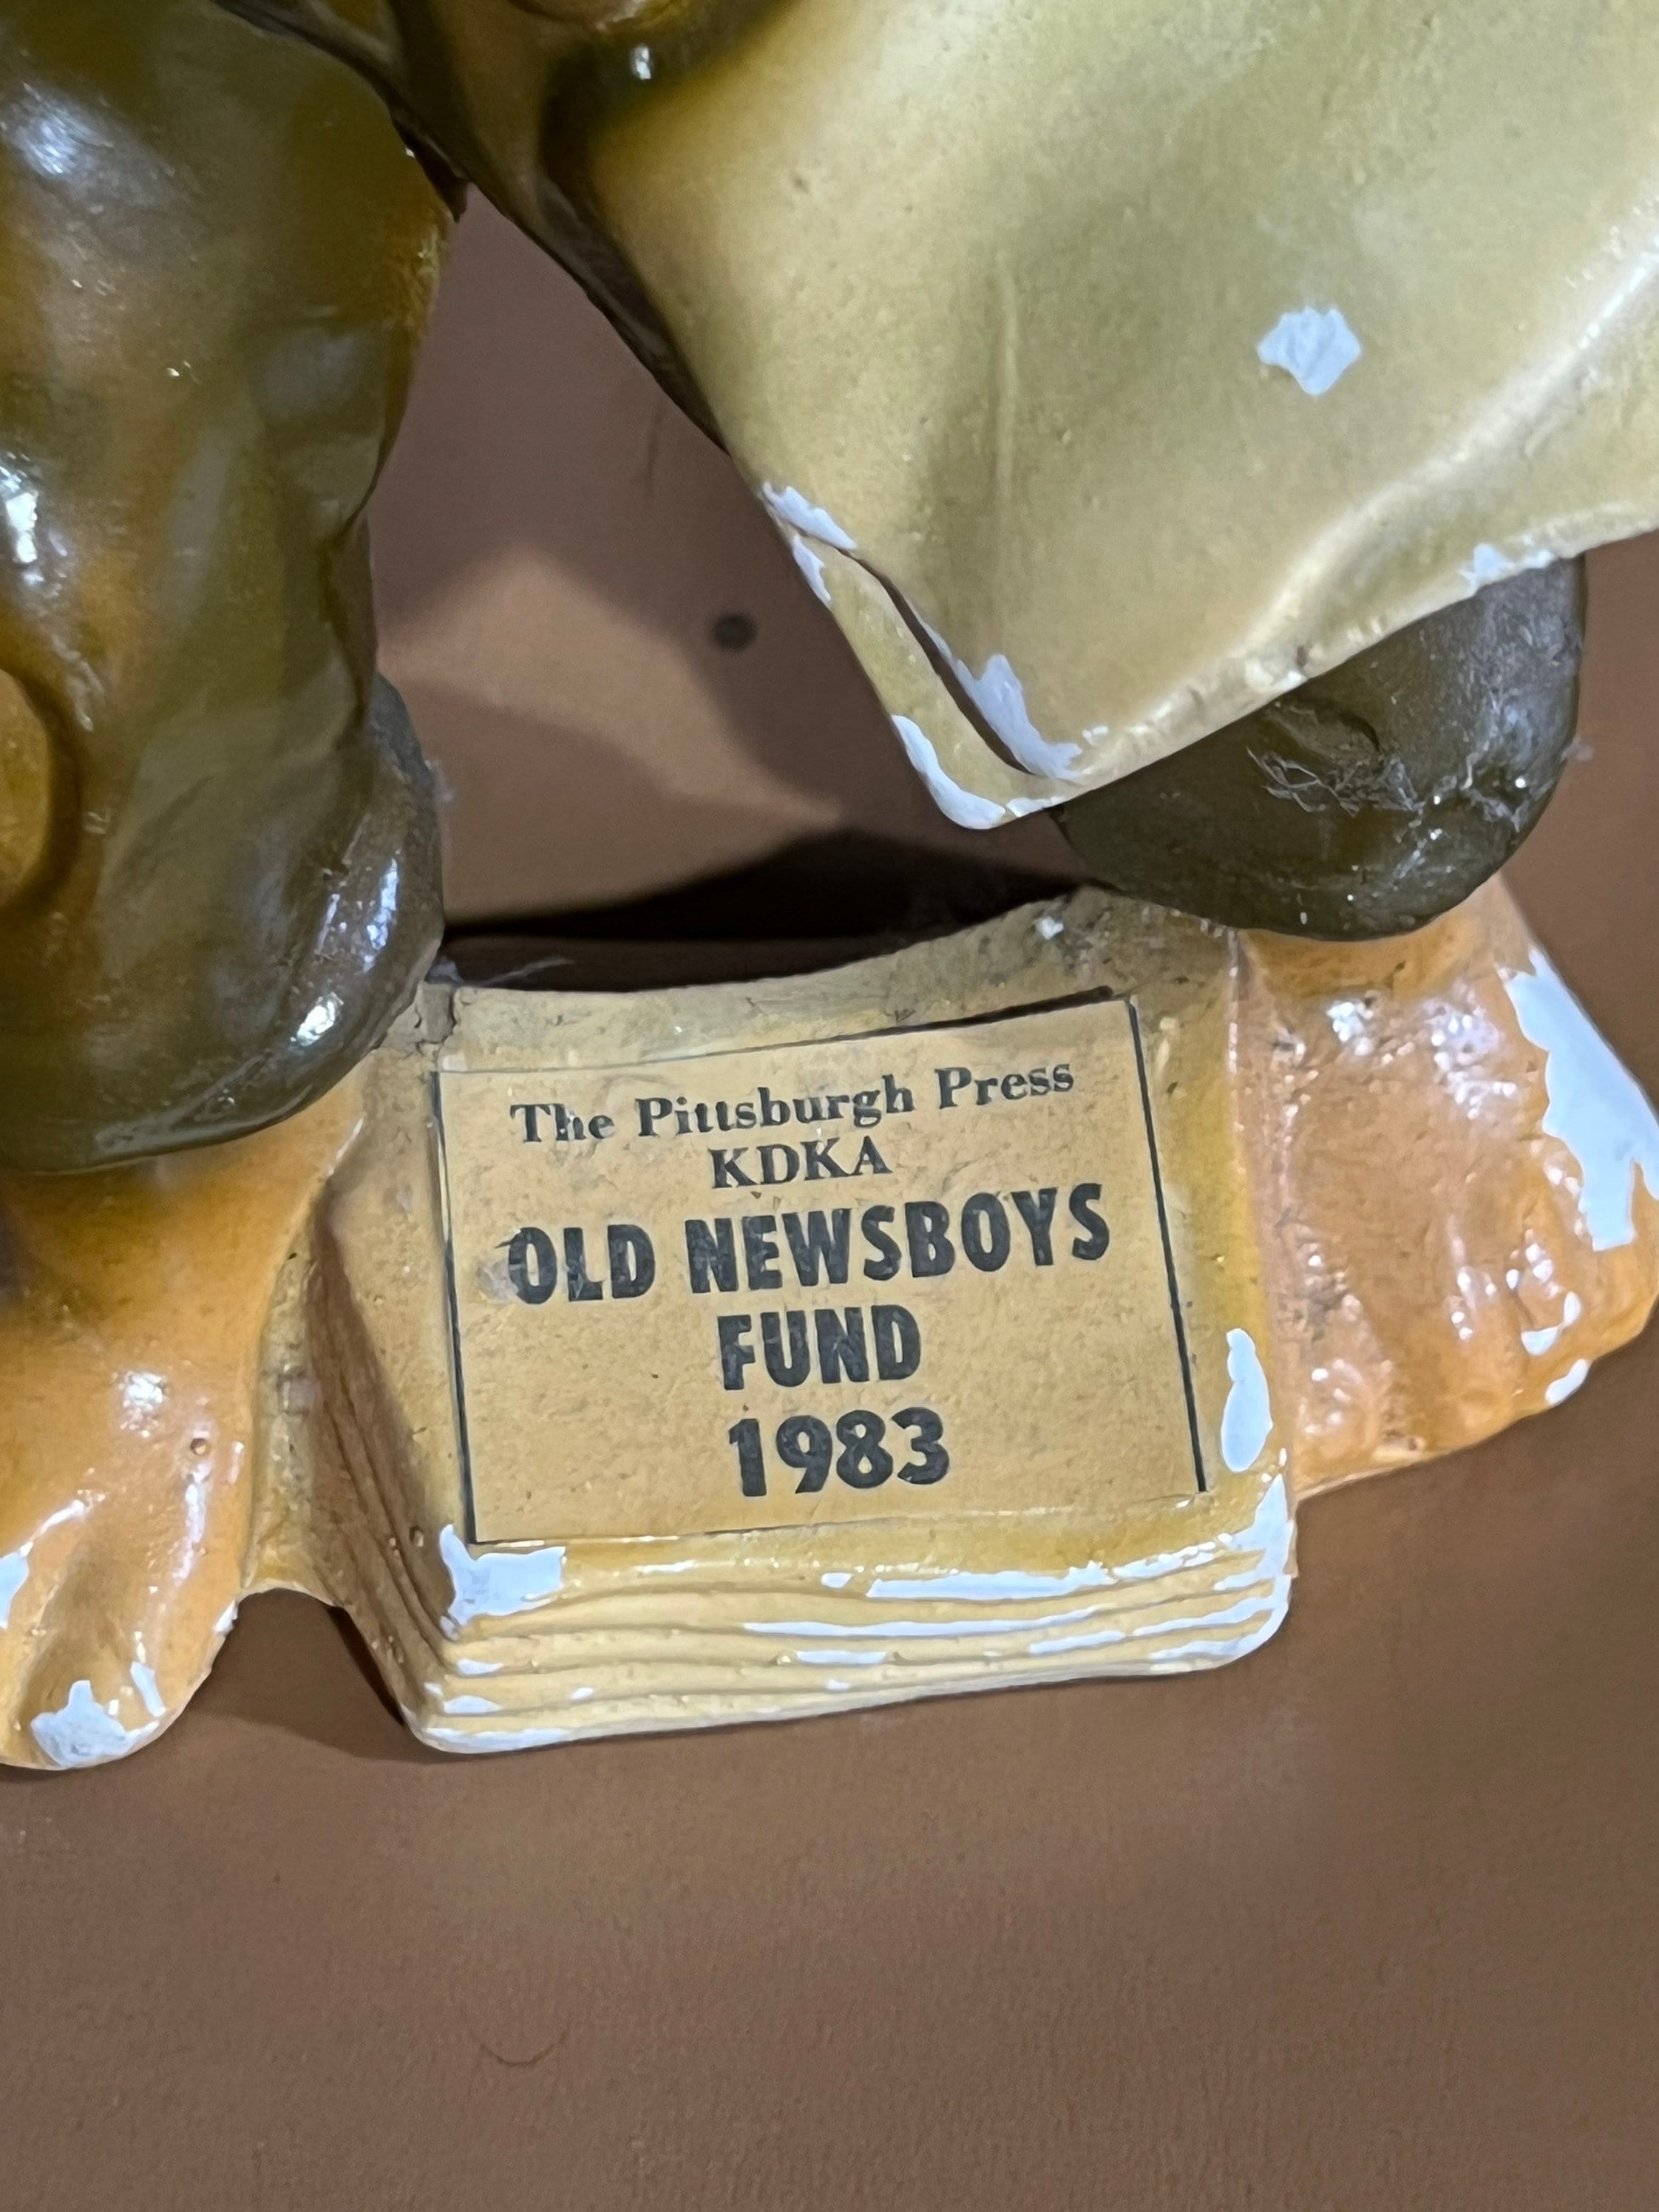 The Pittsburgh Press
KDKA
OLD NEWSBOYS
FUND
1983